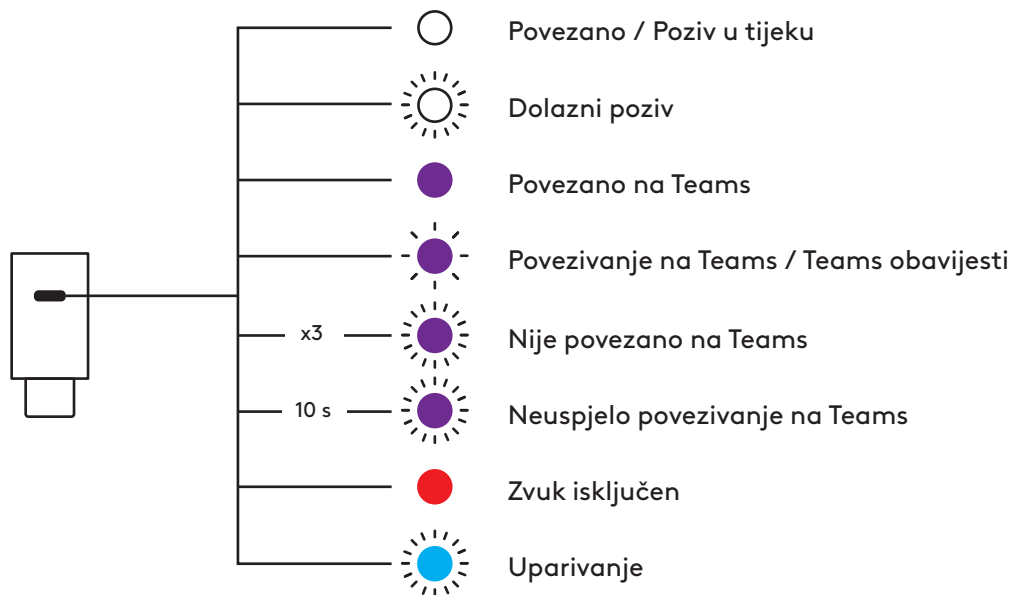 Povezano / Poziv u tijeku
Dolazni poziv
Povezano na Teams
Povezivanje na Teams / Teams obavijesti
x3
Nije povezano na Teams
10 s
Neuspjelo povezivanje na Teams
Zvuk isključen
Uparivanje